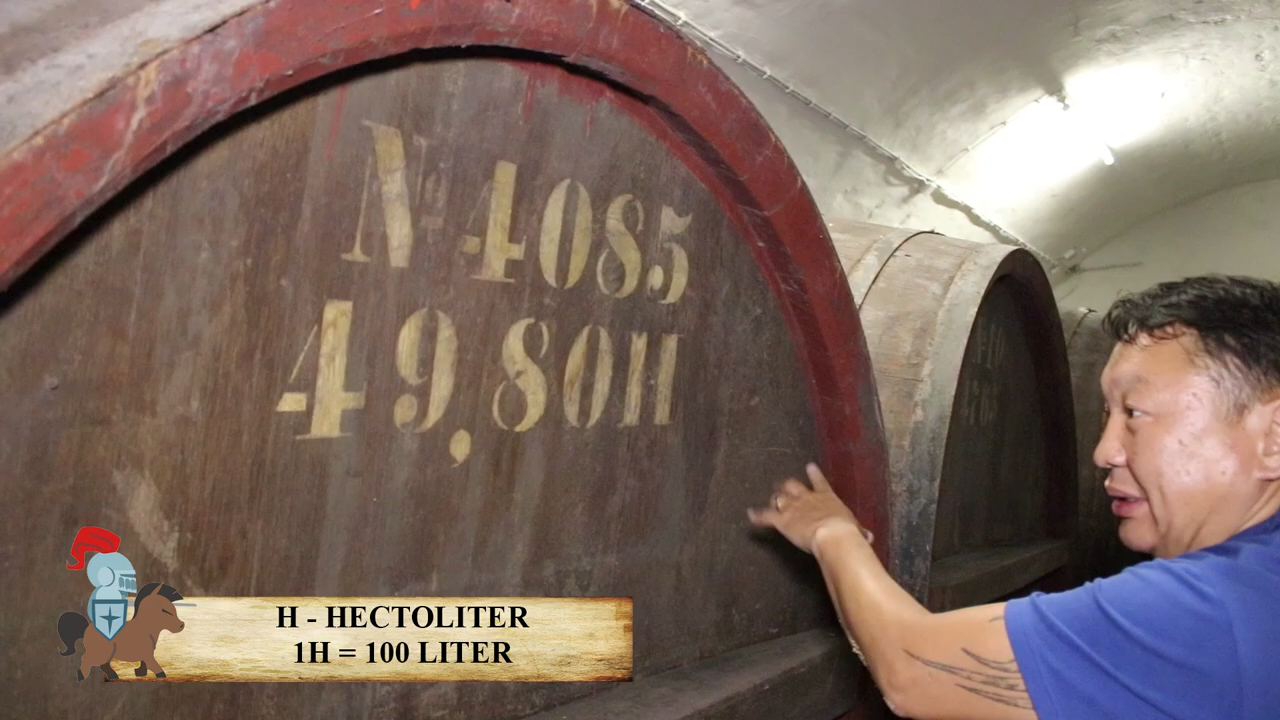 No 4085
49,80H
H - HECTOLITER
1H = 100 LITER